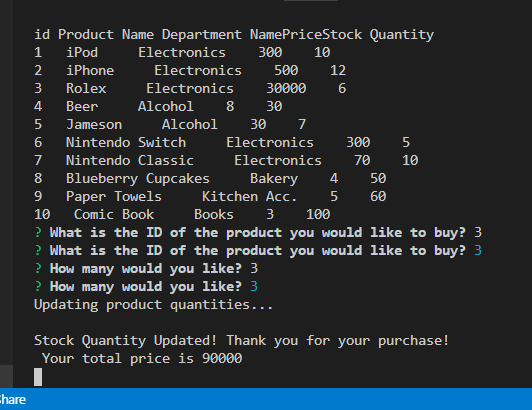 id Product Name Department NamePriceStock Quantity
1   iPod     Electronics    300    10
2   iPhone     Electronics    500    12
3   Rolex     Electronics    30000    6
4   Beer     Alcohol    8    30
5   Jameson     Alcohol    30    7
6   Nintendo Switch     Electronics    300    5
7   Nintendo Classic     Electronics    70    10
8   Blueberry Cupcakes     Bakery    4    50
9   Paper Towels     Kitchen Acc.    5    60
10   Comic Book     Books    3    100
? What is the ID of the product you would like to buy? 3
? What is the ID of the product you would like to buy? 3
? How many would you like? 3
? How many would you like? 3
Updating product quantities...
Stock Quantity Updated! Thank you for your purchase!
Your total price is 90000
Share